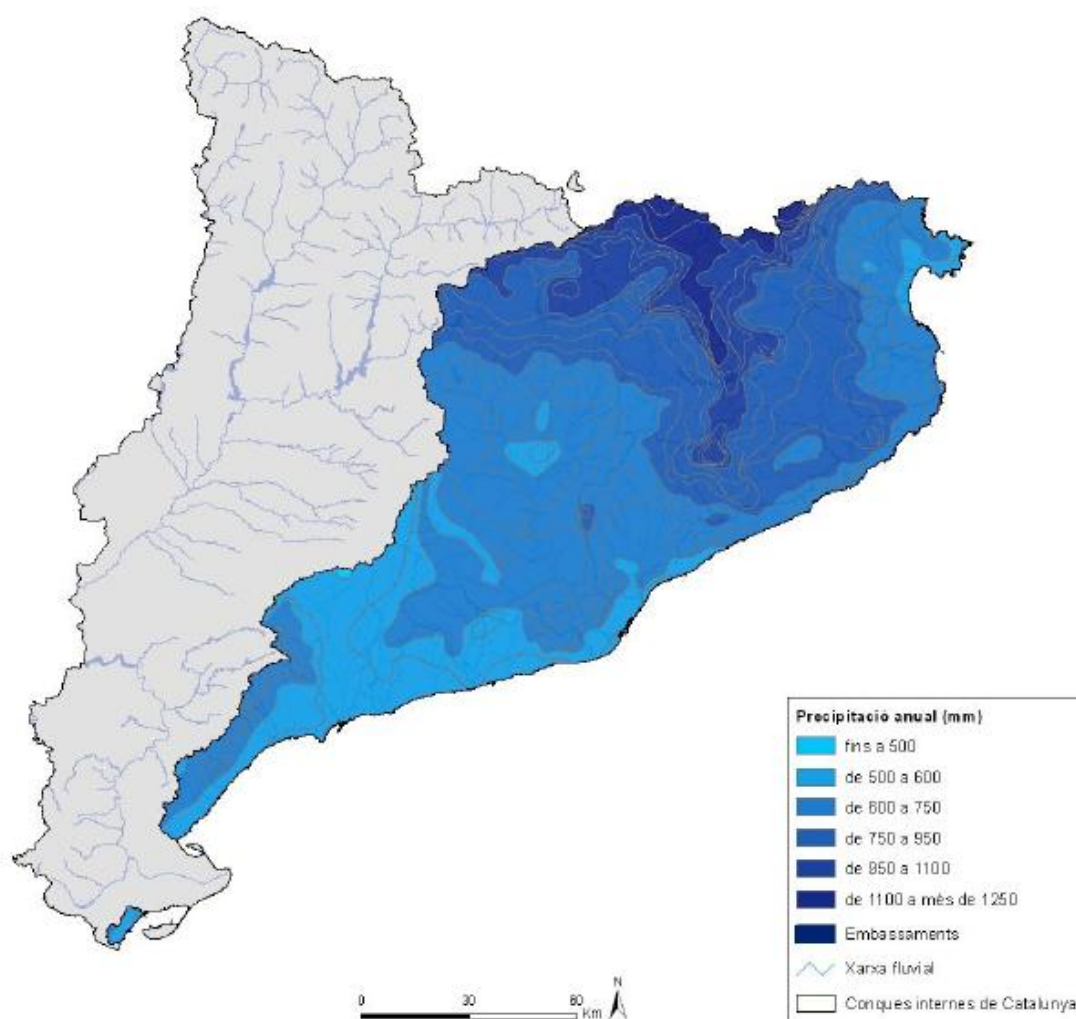 Precipitació anual (mm)
fins a 500
de 500 a 600
de 600 a 750
de 750 a 950
de 950 a 1100
de 1100 a mès de 1250
Embassaments
Xarxa fluvial
Conques internes de Catalunya
N
0 30 60
Km